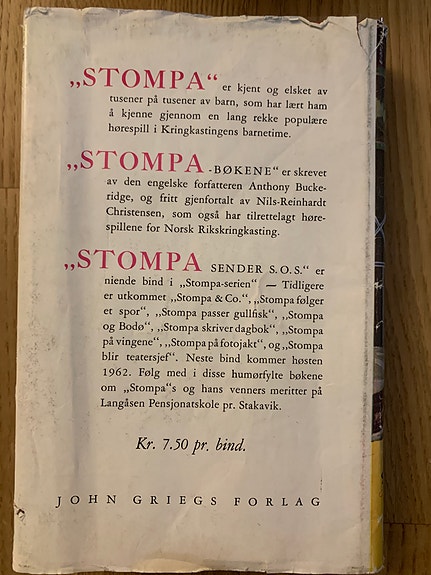 „STOMPA“ er kjent og elsket av
tusener på tusener av barn, som har lært ham
å kjenne gjennom en lang rekke populære
hørespill i Kringkastingens barnetime.
„STOMPA -BØKENE“ er skrevet
av den engelske forfatteren Anthony Bucke-
ridge, og fritt gjenfortalt av Nils-Reinhardt
Christensen, som også har tilrettelagt høre-
spillene for Norsk Rikskringkasting.
„STOMPA SENDER S.O.S.“ er
niende bind i „Stompa-serien“ — Tidligere
er utkommet „Stompa & Co.“, „Stompa følger
et spor“, „Stompa passer gullfisk“, „Stompa
og Bodø“, „Stompa skriver dagbok“, „Stompa
på vingene“, „Stompa på fotojakt“, og „Stompa
blir teatersjef“. Neste bind kommer høsten
1962. Følg med i disse humørfylte bøkene
om „Stompa“s og hans venners meritter på
Langåsen Pensjonatskole pr. Stakavik.
Kr. 7.50 pr. bind.
JOHN GRIEGS FORLAG